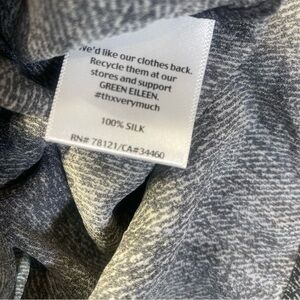 We'd like our clothes back.
Recycle them at our
stores and support
GREEN EILEEN.
#thxverymuch
100% SILK
RN# 78121/CA#34460